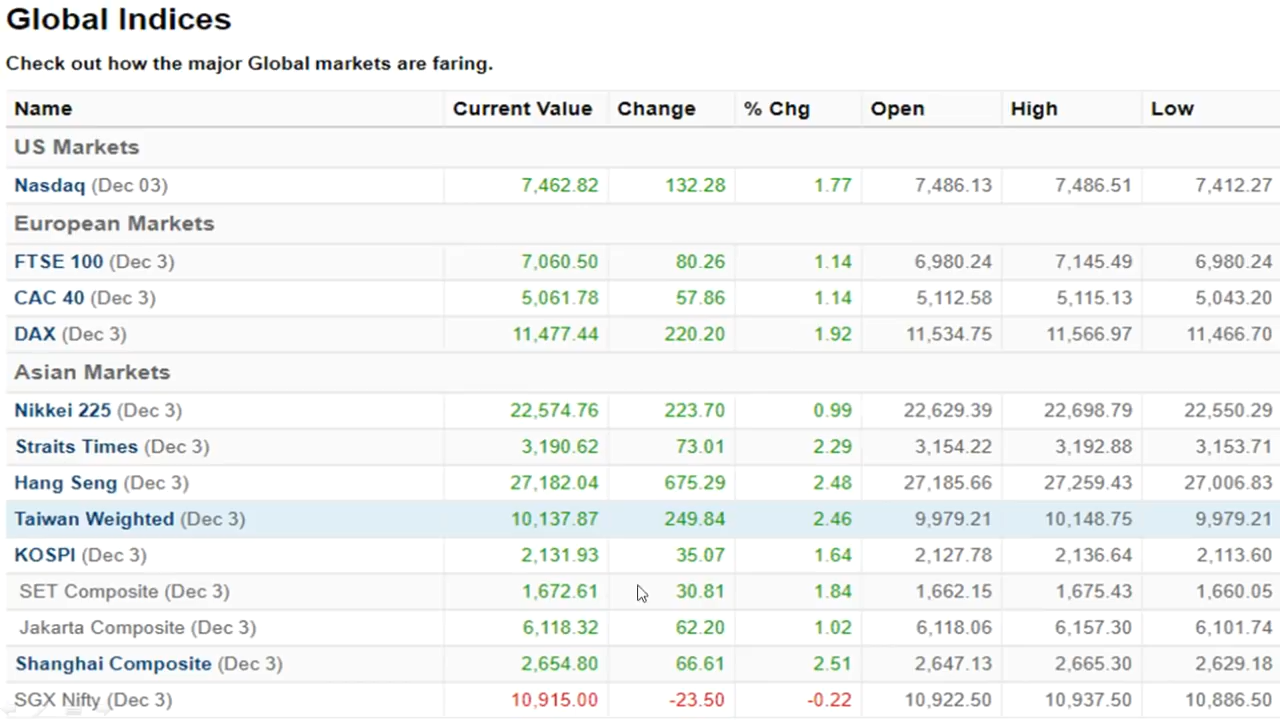 Global Indices
Check out how the major Global markets are faring.
Name Current Value Change % Chg Open High Low
US Markets
Nasdaq (Dec 03) 7,462.82 132.28 1.77 7,486.13 7,486.51 7,412.27
European Markets
FTSE 100 (Dec 3) 7,060.50 80.26 1.14 6,980.24 7,145.49 6,980.24
CAC 40 (Dec 3) 5,061.78 57.86 1.14 5,112.58 5,115.13 5,043.20
DAX (Dec 3) 11,477.44 220.20 1.92 11,534.75 11,566.97 11,466.70
Asian Markets
Nikkei 225 (Dec 3) 22,574.76 223.70 0.99 22,629.39 22,698.79 22,550.29
Straits Times (Dec 3) 3,190.62 73.01 2.29 3,154.22 3,192.88 3,153.71
Hang Seng (Dec 3) 27,182.04 675.29 2.48 27,185.66 27,259.43 27,006.83
Taiwan Weighted (Dec 3) 10,137.87 249.84 2.46 9,979.21 10,148.75 9,979.21
KOSPI (Dec 3) 2,131.93 35.07 1.64 2,127.78 2,136.64 2,113.60
SET Composite (Dec 3) 1,672.61 30.81 1.84 1,662.15 1,675.43 1,660.05
Jakarta Composite (Dec 3) 6,118.32 62.20 1.02 6,118.06 6,157.30 6,101.74
Shanghai Composite (Dec 3) 2,654.80 66.61 2.51 2,647.13 2,665.30 2,629.18
SGX Nifty (Dec 3) 10,915.00 -23.50 -0.22 10,922.50 10,937.50 10,886.50